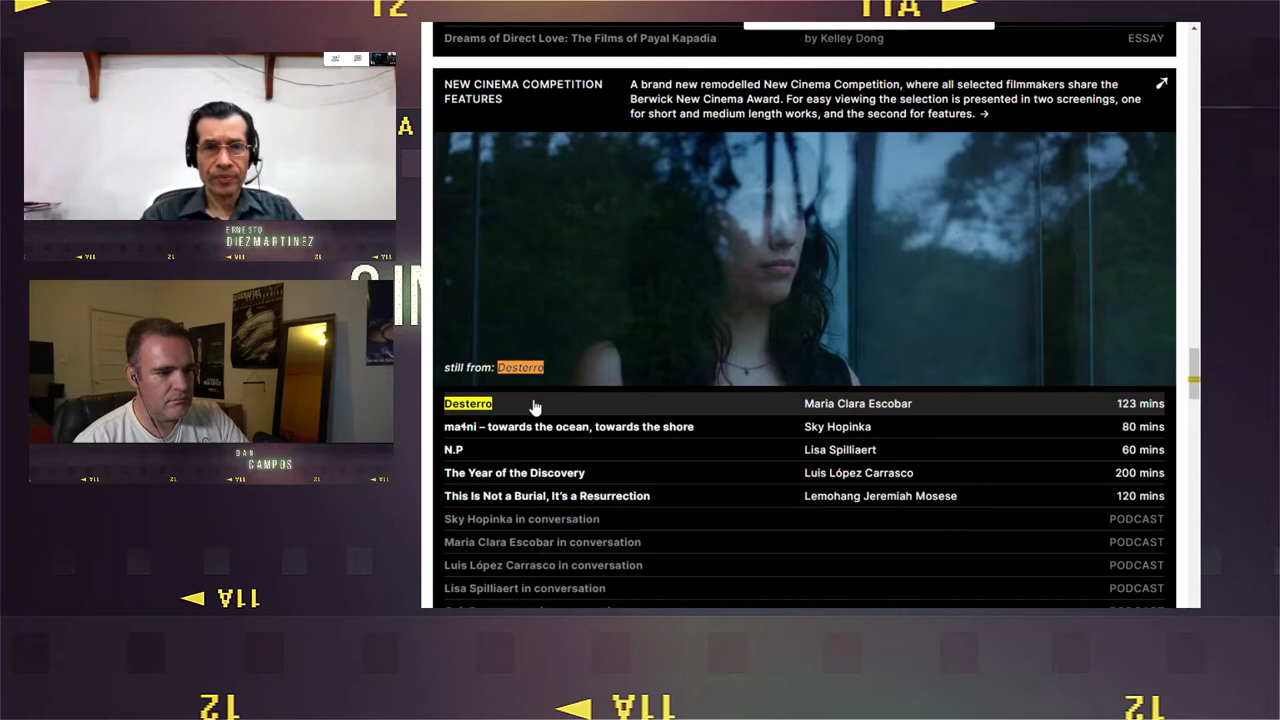 12
11A
Dreams of Direct Love: The Films of Payal Kapadia by Kelley Dong ESSAY
NEW CINEMA COMPETITION
FEATURES
A brand new remodelled New Cinema Competition, where all selected filmmakers share the
Berwick New Cinema Award. For easy viewing the selection is presented in two screenings, one
for short and medium length works, and the second for features. →
A
ERNESTO
DIEZMARTINEZ
still from: Desterro
Desterro Maria Clara Escobar 123 mins
maɬni – towards the ocean, towards the shore Sky Hopinka 80 mins
N.P Lisa Spilliaert 60 mins
The Year of the Discovery Luis López Carrasco 200 mins
This Is Not a Burial, It's a Resurrection Lemohang Jeremiah Mosese 120 mins
Sky Hopinka in conversation PODCAST
Maria Clara Escobar in conversation PODCAST
Luis López Carrasco in conversation PODCAST
Lisa Spilliaert in conversation PODCAST
DAN
CAMPOS
11A
12
11A
12